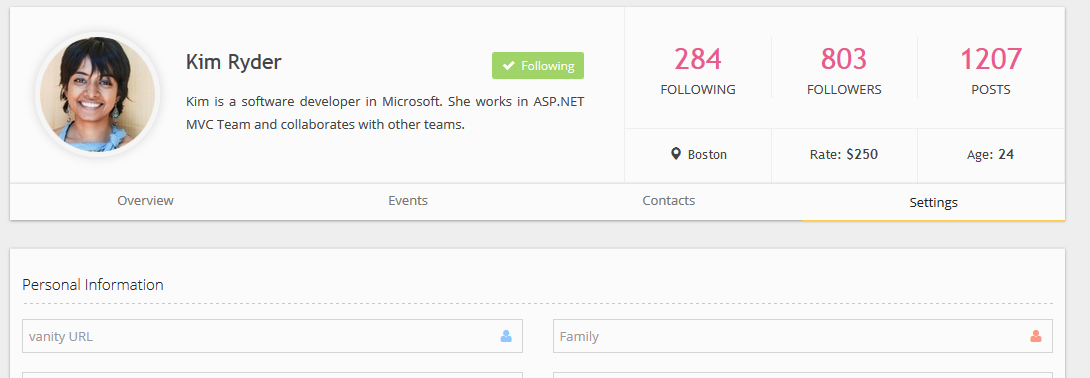 Kim Ryder
Following
Kim is a software developer in Microsoft. She works in ASP.NET
MVC Team and collaborates with other teams.
284
FOLLOWING
803
FOLLOWERS
1207
POSTS
Boston
Rate: $250
Age: 24
Overview
Events
Contacts
Settings
Personal Information
vanity URL
Family